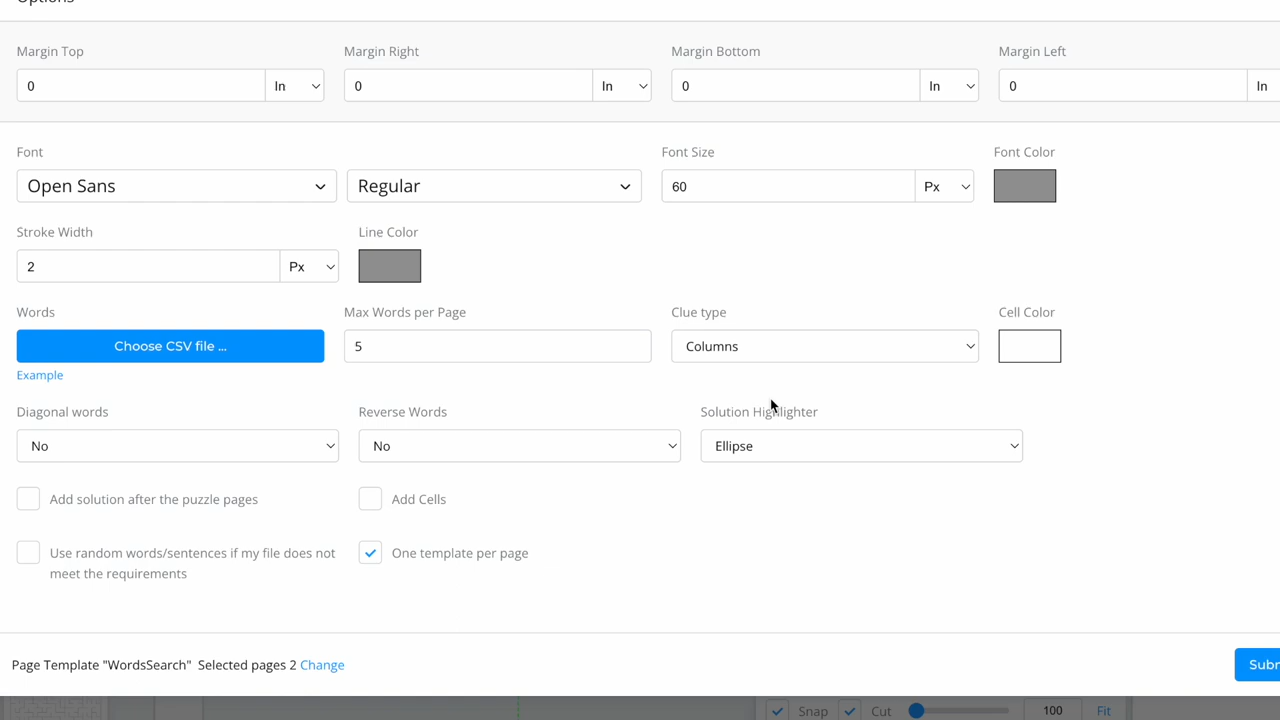 Options
Margin Top Margin Right Margin Bottom Margin Left
0 In 0 In 0 In 0 In
Font Font Size Font Color
Open Sans Regular 60 Px
Stroke Width Line Color
2 Px
Words Max Words per Page Clue type Cell Color
Choose CSV file ... 5 Columns
Example
Diagonal words Reverse Words Solution Highlighter
No No Ellipse
Add solution after the puzzle pages Add Cells
Use random words/sentences if my file does not One template per page
meet the requirements
Page Template "WordsSearch" Selected pages 2 Change
Snap Cut 100 Fit